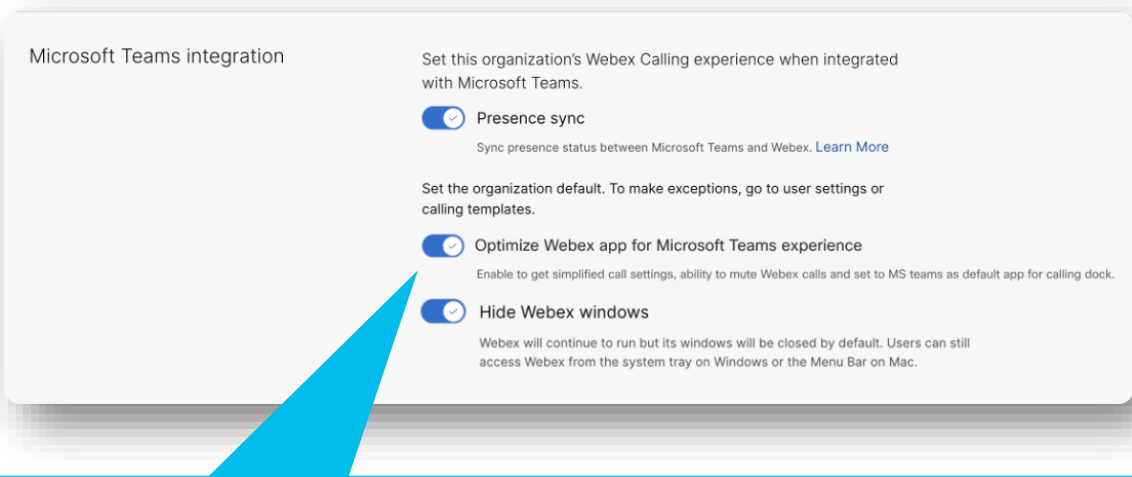 Microsoft Teams integration
Set this organization's Webex Calling experience when integrated
with Microsoft Teams.
Presence sync
Sync presence status between Microsoft Teams and Webex. Learn More
Set the organization default. To make exceptions, go to user settings or
calling templates.
Optimize Webex app for Microsoft Teams experience
Enable to get simplified call settings, ability to mute Webex calls and set to MS teams as default app for calling dock.
Hide Webex windows
Webex will continue to run but its windows will be closed by default. Users can still
access Webex from the system tray on Windows or the Menu Bar on Mac.